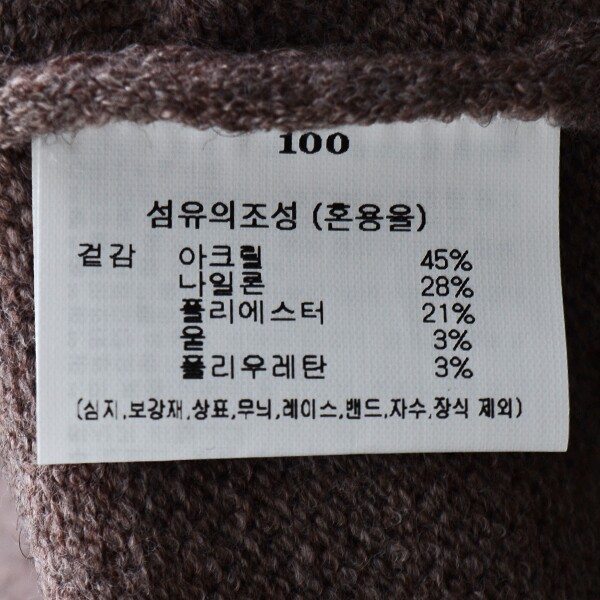 100
섬유의조성 (혼용율)
겉감 아크릴 45%
나일론 28%
폴리에스터 21%
울 3%
폴리우레탄 3%
(심지,보강재,상표,무늬,레이스,밴드,자수,장식 제외)